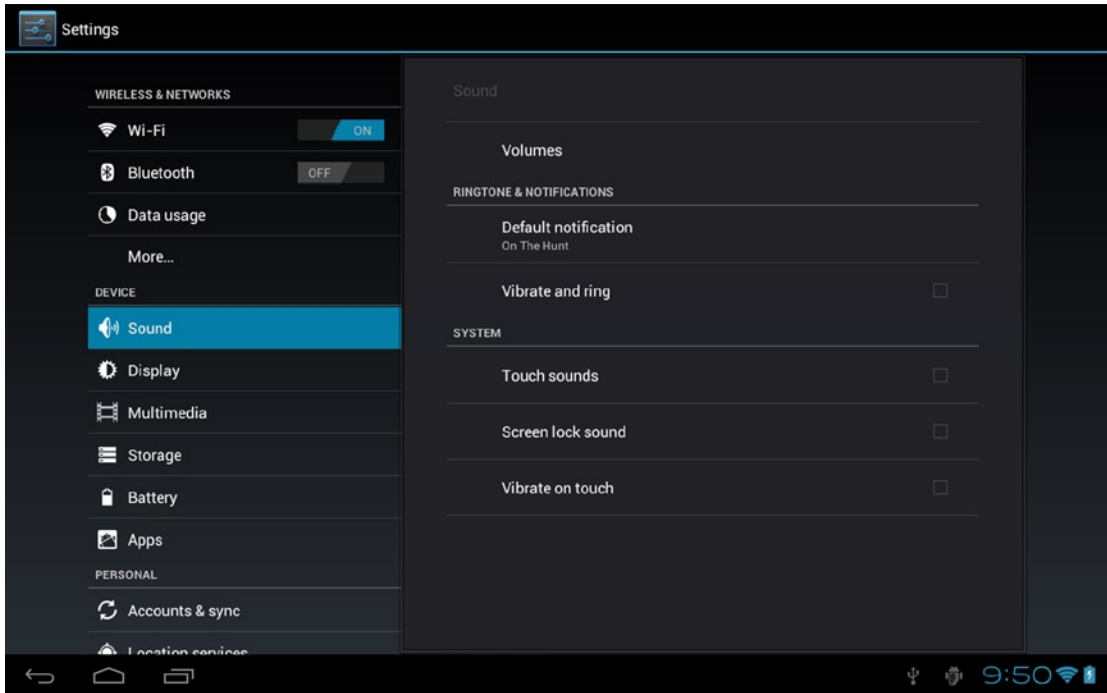 Settings
WIRELESS & NETWORKS
Wi-Fi ON
Bluetooth OFF
Data usage
More...
DEVICE
Sound
Display
Multimedia
Storage
Battery
Apps
PERSONAL
Accounts & sync
Location services
Sound
Volumes
RINGTONE & NOTIFICATIONS
Default notification
On The Hunt
Vibrate and ring
SYSTEM
Touch sounds
Screen lock sound
Vibrate on touch
9:50